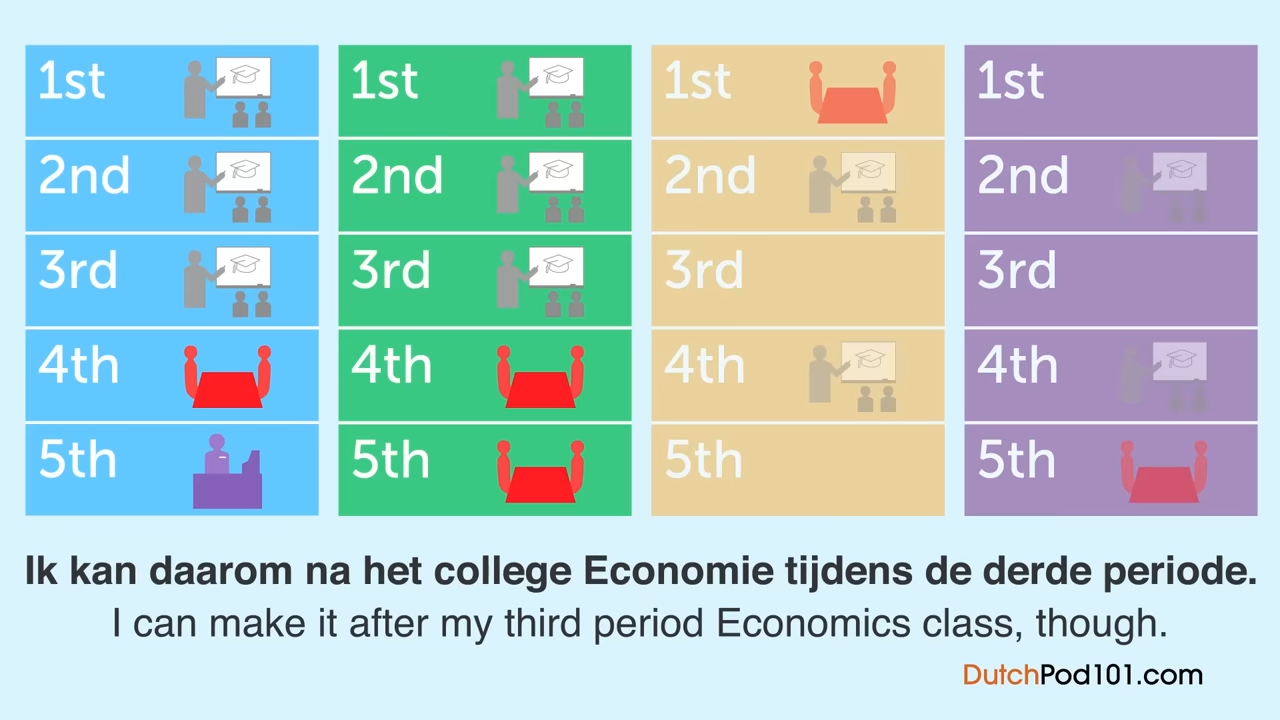 1st 1st 1st 1st
2nd 2nd 2nd 2nd
3rd 3rd 3rd 3rd
4th 4th 4th 4th
5th 5th 5th 5th
Ik kan daarom na het college Economie tijdens de derde periode.
I can make it after my third period Economics class, though.
DutchPod101.com